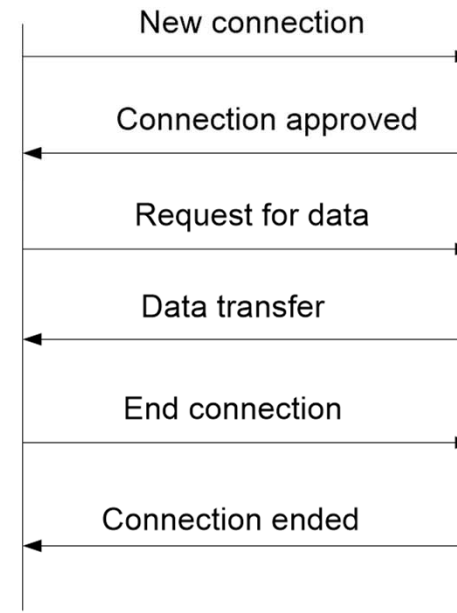 New connection
Connection approved
Request for data
Data transfer
End connection
Connection ended